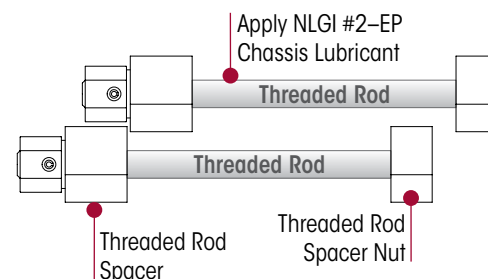 Apply NLGI #2–EP
Chassis Lubricant
Threaded Rod
Threaded Rod
Threaded Rod
Spacer
Threaded Rod
Spacer Nut